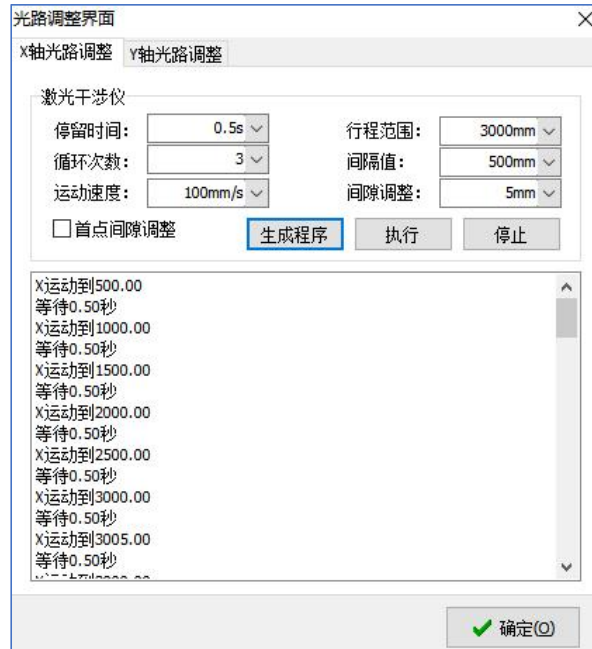 光路调整界面
X轴光路调整 Y轴光路调整
激光干涉仪
停留时间: 0.5s 行程范围: 3000mm
循环次数: 3 间隔值: 500mm
运动速度: 100mm/s 间隙调整: 5mm
首点间隙调整 生成程序 执行 停止
X运动到500.00
等待0.50秒
X运动到1000.00
等待0.50秒
X运动到1500.00
等待0.50秒
X运动到2000.00
等待0.50秒
X运动到2500.00
等待0.50秒
X运动到3000.00
等待0.50秒
X运动到3005.00
等待0.50秒
确定(O)